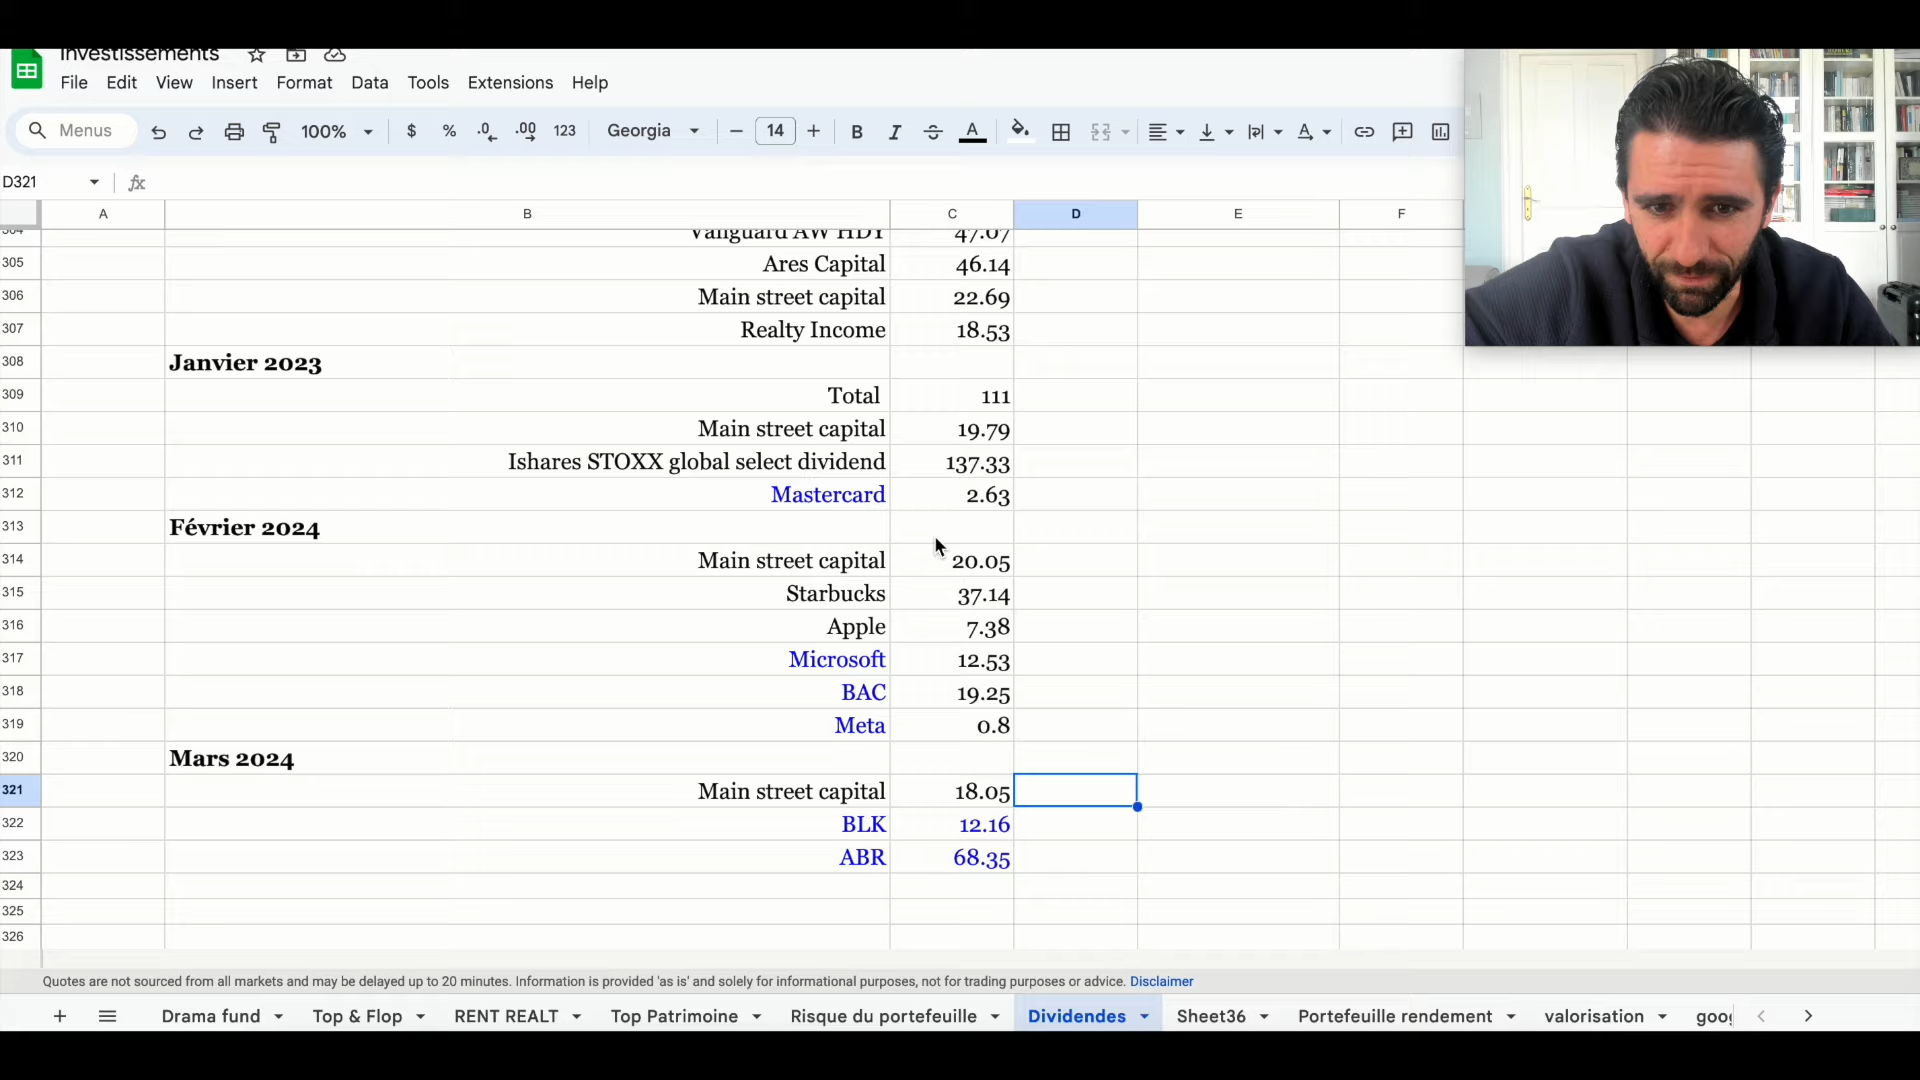 Investissements
File Edit View Insert Format Data Tools Extensions Help
Menus 100% $ % .0 .00 123 Georgia 14 B I A
D321 fx
A B C D E F
304 Vanguard AW HDY 47.07
305 Ares Capital 46.14
306 Main street capital 22.69
307 Realty Income 18.53
308 Janvier 2023
309 Total 111
310 Main street capital 19.79
311 Ishares STOXX global select dividend 137.33
312 Mastercard 2.63
313 Février 2024
314 Main street capital 20.05
315 Starbucks 37.14
316 Apple 7.38
317 Microsoft 12.53
318 BAC 19.25
319 Meta 0.8
320 Mars 2024
321 Main street capital 18.05
322 BLK 12.16
323 ABR 68.35
324
325
326
Quotes are not sourced from all markets and may be delayed up to 20 minutes. Information is provided 'as is' and solely for informational purposes, not for trading purposes or advice. Disclaimer
Drama fund Top & Flop RENT REALT Top Patrimoine Risque du portefeuille Dividendes Sheet36 Portefeuille rendement valorisation goog